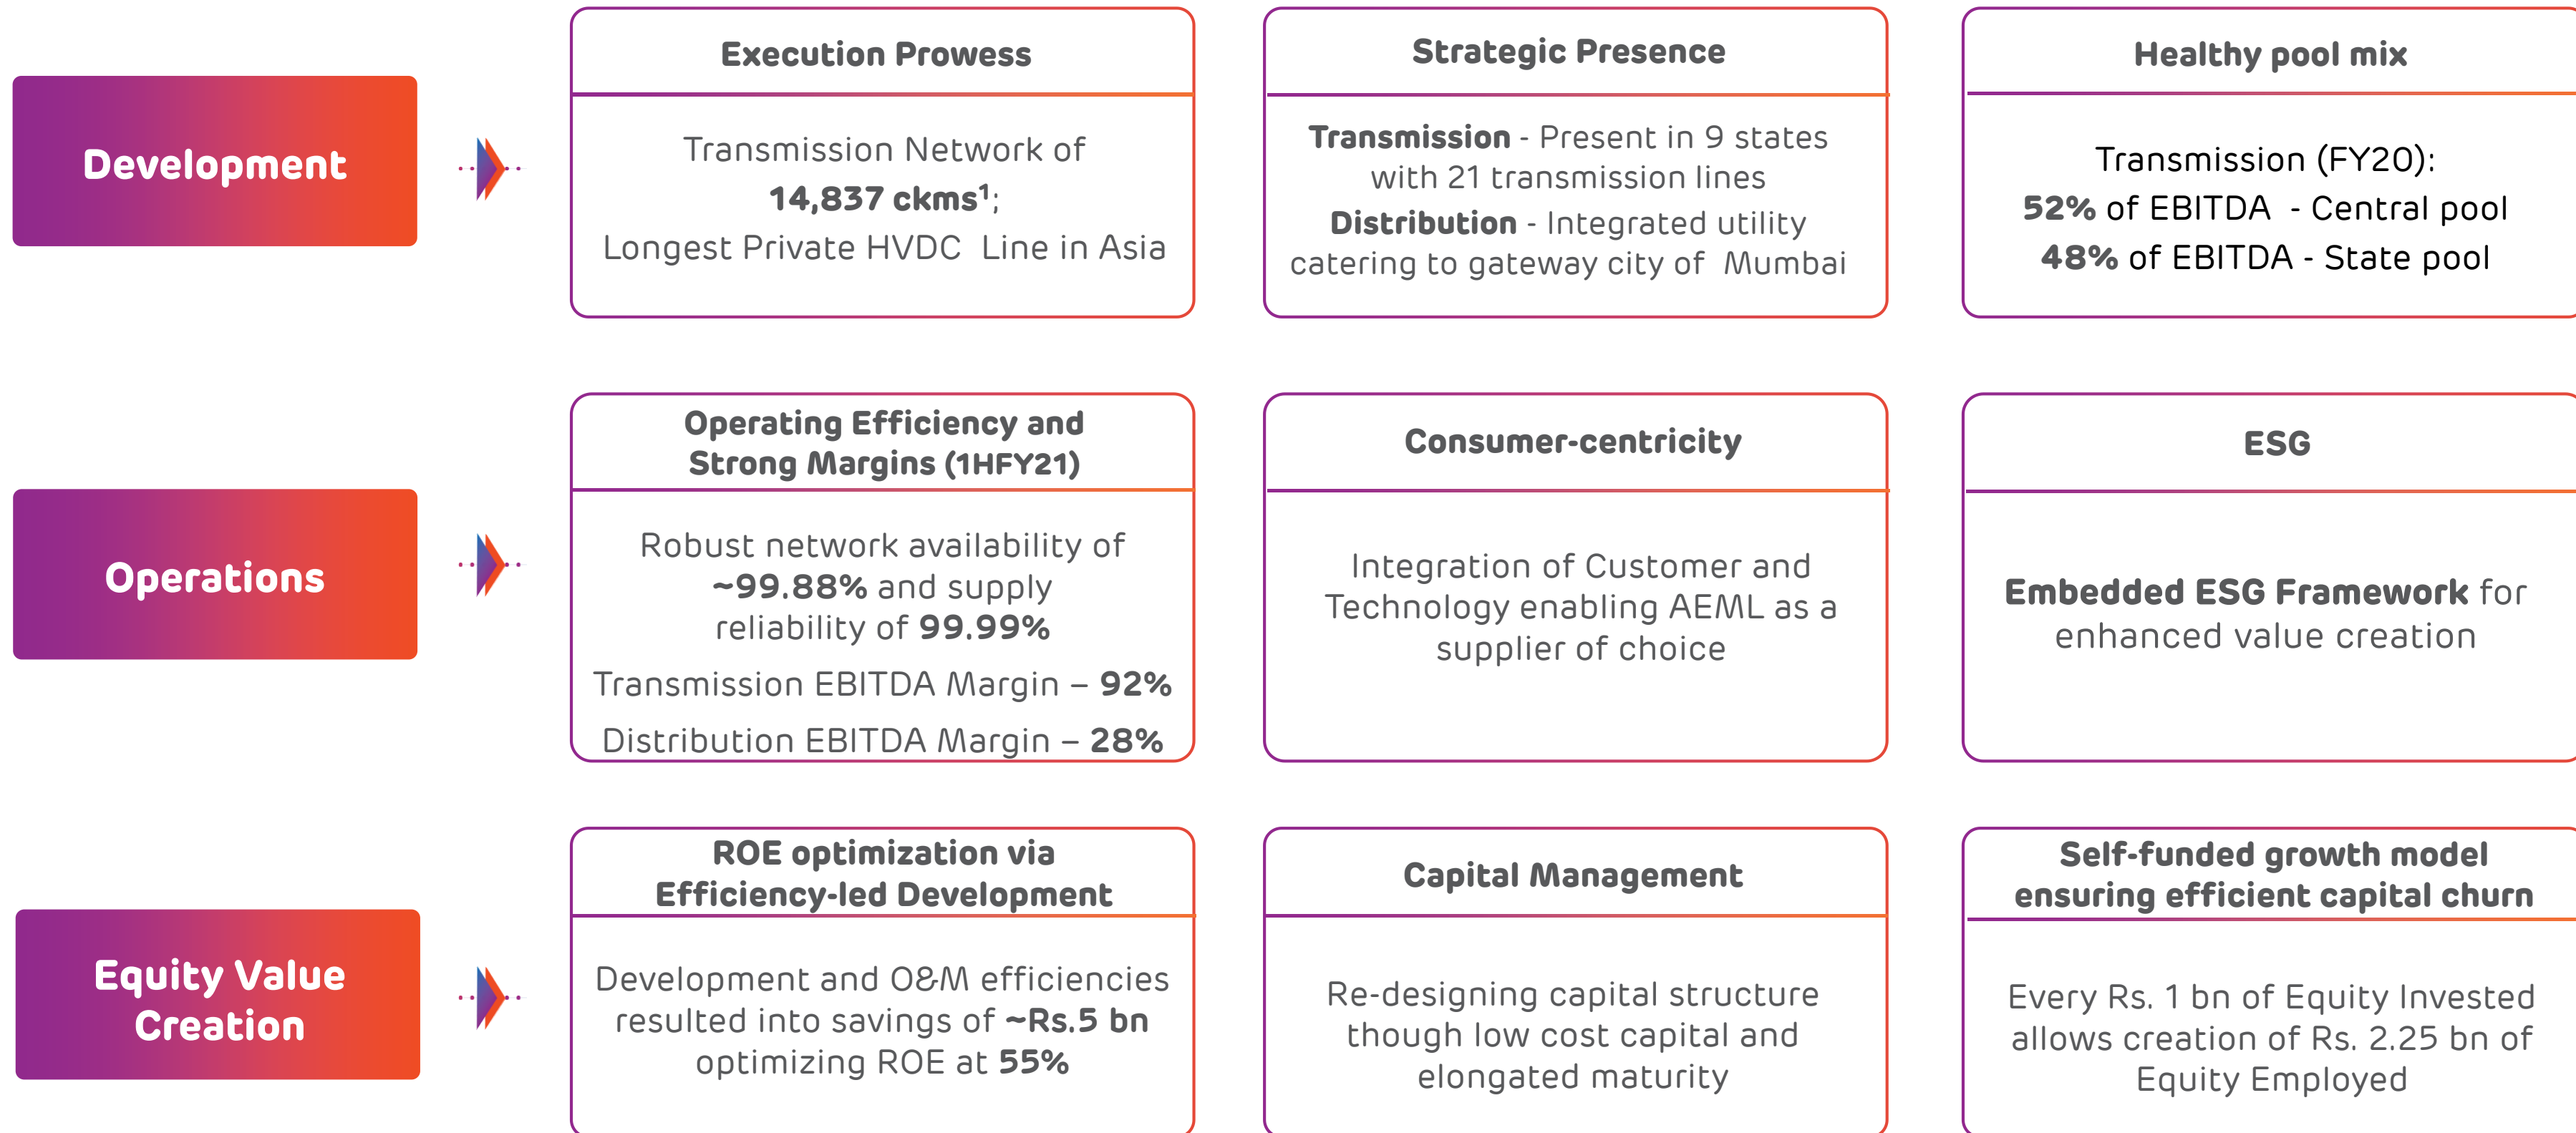 Development
Execution Prowess
Transmission Network of
14,837 ckms¹;
Longest Private HVDC Line in Asia
Strategic Presence
Transmission - Present in 9 states
with 21 transmission lines
Distribution - Integrated utility
catering to gateway city of Mumbai
Healthy pool mix
Transmission (FY20):
52% of EBITDA - Central pool
48% of EBITDA - State pool
Operations
Operating Efficiency and
Strong Margins (1HFY21)
Robust network availability of
~99.88% and supply
reliability of 99.99%
Transmission EBITDA Margin – 92%
Distribution EBITDA Margin – 28%
Consumer-centricity
Integration of Customer and
Technology enabling AEML as a
supplier of choice
ESG
Embedded ESG Framework for
enhanced value creation
Equity Value
Creation
ROE optimization via
Efficiency-led Development
Development and O&M efficiencies
resulted into savings of ~Rs.5 bn
optimizing ROE at 55%
Capital Management
Re-designing capital structure
though low cost capital and
elongated maturity
Self-funded growth model
ensuring efficient capital churn
Every Rs. 1 bn of Equity Invested
allows creation of Rs. 2.25 bn of
Equity Employed